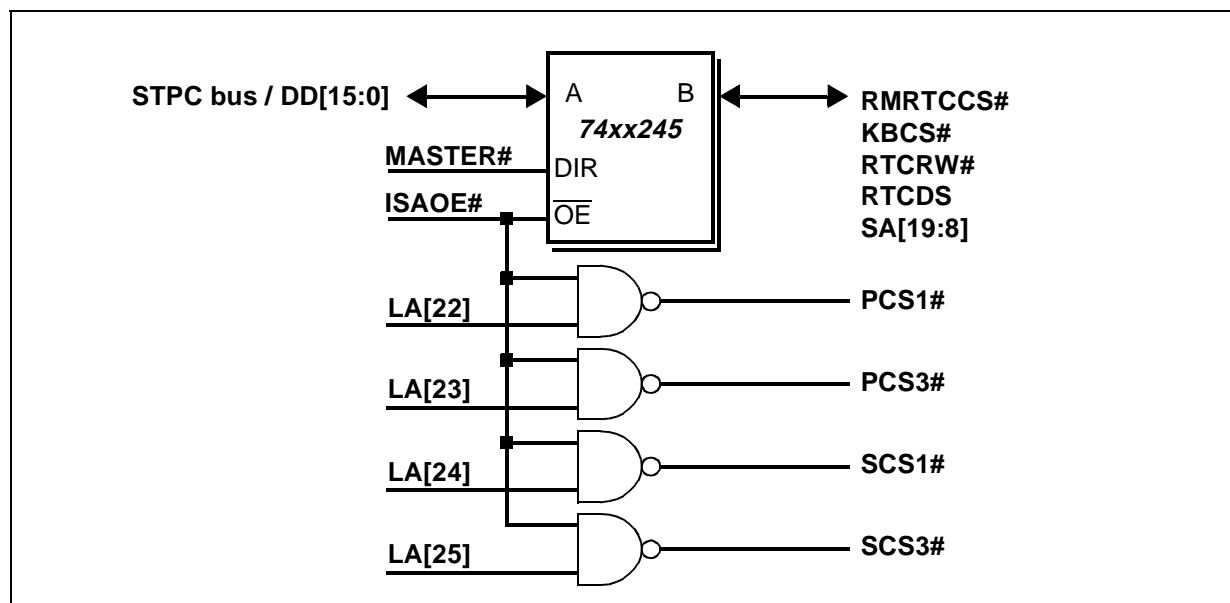 STPC bus / DD[15:0]
A
B
74xx245
RMRTCCS#
KBCS#
RTCRW#
RTCDS
SA[19:8]
MASTER#
DIR
ISAOE#
OE
LA[22]
PCS1#
LA[23]
PCS3#
LA[24]
SCS1#
LA[25]
SCS3#